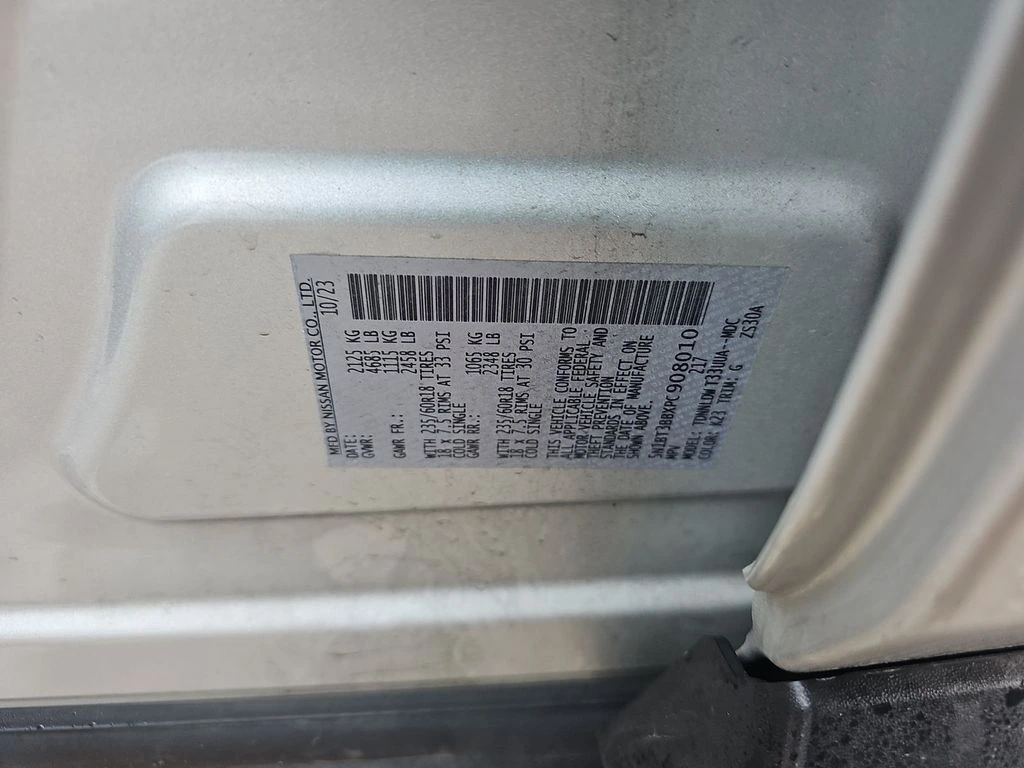 MFD BY NISSAN MOTOR CO., LTD.
DATE: 10/23
GVWR: 2125 KG
4685 LB
GAWR FR.: 1115 KG
2458 LB
WITH 235/60R18 TIRES
18 X 7.5 RIMS AT 33 PSI
COLD SINGLE
GAWR RR.: 1065 KG
2348 LB
WITH 235/60R18 TIRES
18 X 7.5 RIMS AT 30 PSI
COLD SINGLE
THIS VEHICLE CONFORMS TO
ALL APPLICABLE FEDERAL
MOTOR VEHICLE SAFETY AND
THEFT PREVENTION
STANDARDS IN EFFECT ON
THE DATE OF MANUFACTURE
SHOWN ABOVE.
5N1BT3BBXPC908010
MPV 217
MODEL:
COLOR: K23 TRIM: G ZS30A